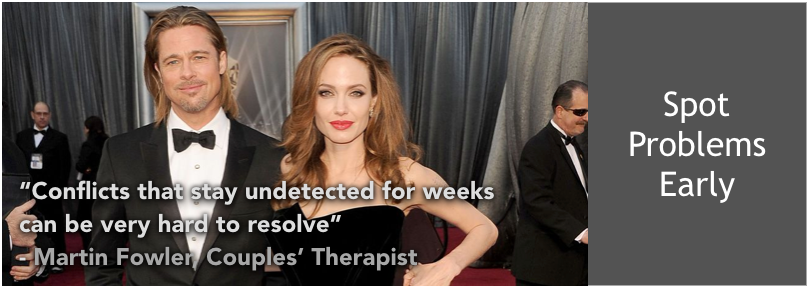 “Conflicts that stay undetected for weeks
can be very hard to resolve”
- Martin Fowler, Couples’ Therapist
Spot
Problems
Early